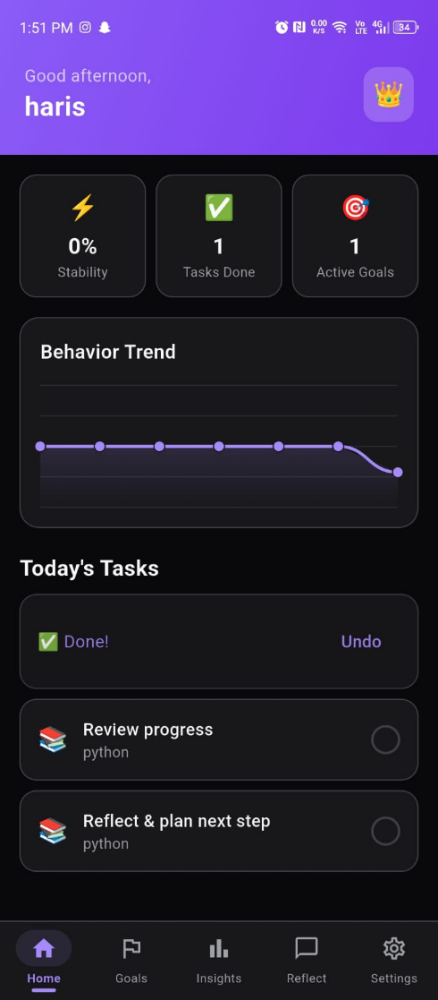 1:51 PM
0.00 K/S
Vo LTE
4G
84
Good afternoon,
haris
0%
Stability
1
Tasks Done
1
Active Goals
Behavior Trend
Today's Tasks
Done!
Undo
Review progress
python
Reflect & plan next step
python
Home
Goals
Insights
Reflect
Settings